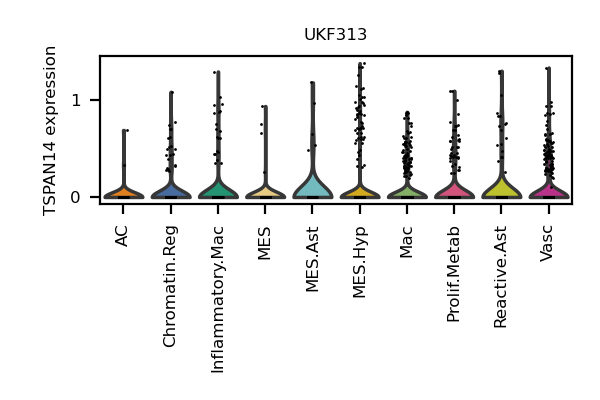 UKF313
TSPAN14 expression
1
0
AC
Chromatin.Reg
Inflammatory.Mac
MES
MES.Ast
MES.Hyp
Mac
Prolif.Metab
Reactive.Ast
Vasc